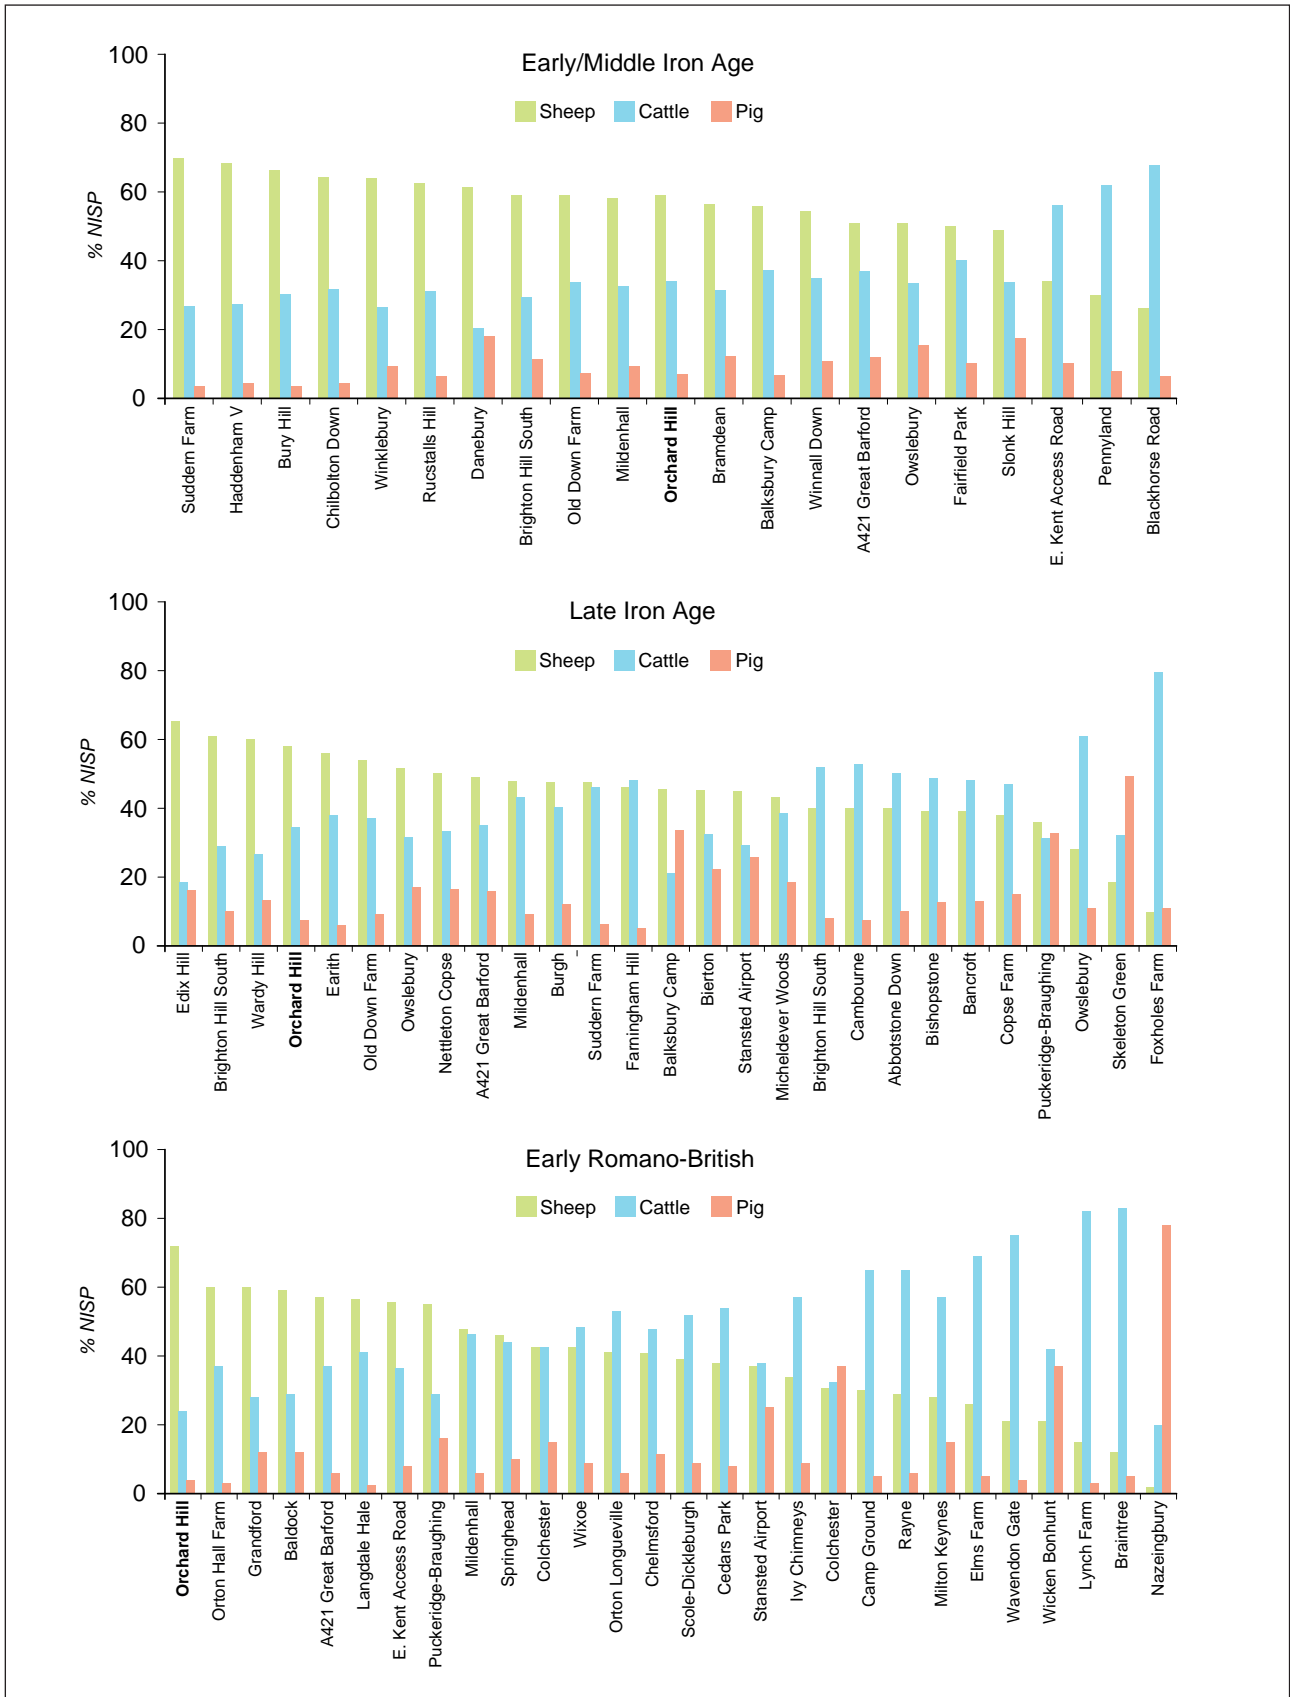 Early/Middle Iron Age
Sheep Cattle Pig
% NISP
100
80
60
40
20
0
Suddern Farm
Haddenham V
Bury Hill
Chilbolton Down
Winklebury
Rucstalls Hill
Danebury
Brighton Hill South
Old Down Farm
Mildenhall
Orchard Hill
Bramdean
Balksbury Camp
Winnall Down
A421 Great Barford
Owslebury
Fairfield Park
Slonk Hill
E. Kent Access Road
Pennyland
Blackhorse Road
Late Iron Age
Sheep Cattle Pig
% NISP
100
80
60
40
20
0
Edix Hill
Brighton Hill South
Wardy Hill
Orchard Hill
Earith
Old Down Farm
Owslebury
Nettleton Copse
A421 Great Barford
Mildenhall
Burgh
Suddern Farm
Farningham Hill
Balksbury Camp
Bierton
Stansted Airport
Micheldever Woods
Brighton Hill South
Cambourne
Abbotstone Down
Bishopstone
Bancroft
Copse Farm
Puckeridge-Braughing
Owslebury
Skeleton Green
Foxholes Farm
Early Romano-British
Sheep Cattle Pig
% NISP
100
80
60
40
20
0
Orchard Hill
Orton Hall Farm
Grandford
Baldock
A421 Great Barford
Langdale Hale
E. Kent Access Road
Puckeridge-Braughing
Mildenhall
Springhead
Colchester
Wixoe
Orton Longueville
Chelmsford
Scole-Dickleburgh
Cedars Park
Stansted Airport
Ivy Chimneys
Colchester
Camp Ground
Rayne
Milton Keynes
Elms Farm
Wavendon Gate
Wicken Bonhunt
Lynch Farm
Braintree
Nazeingbury